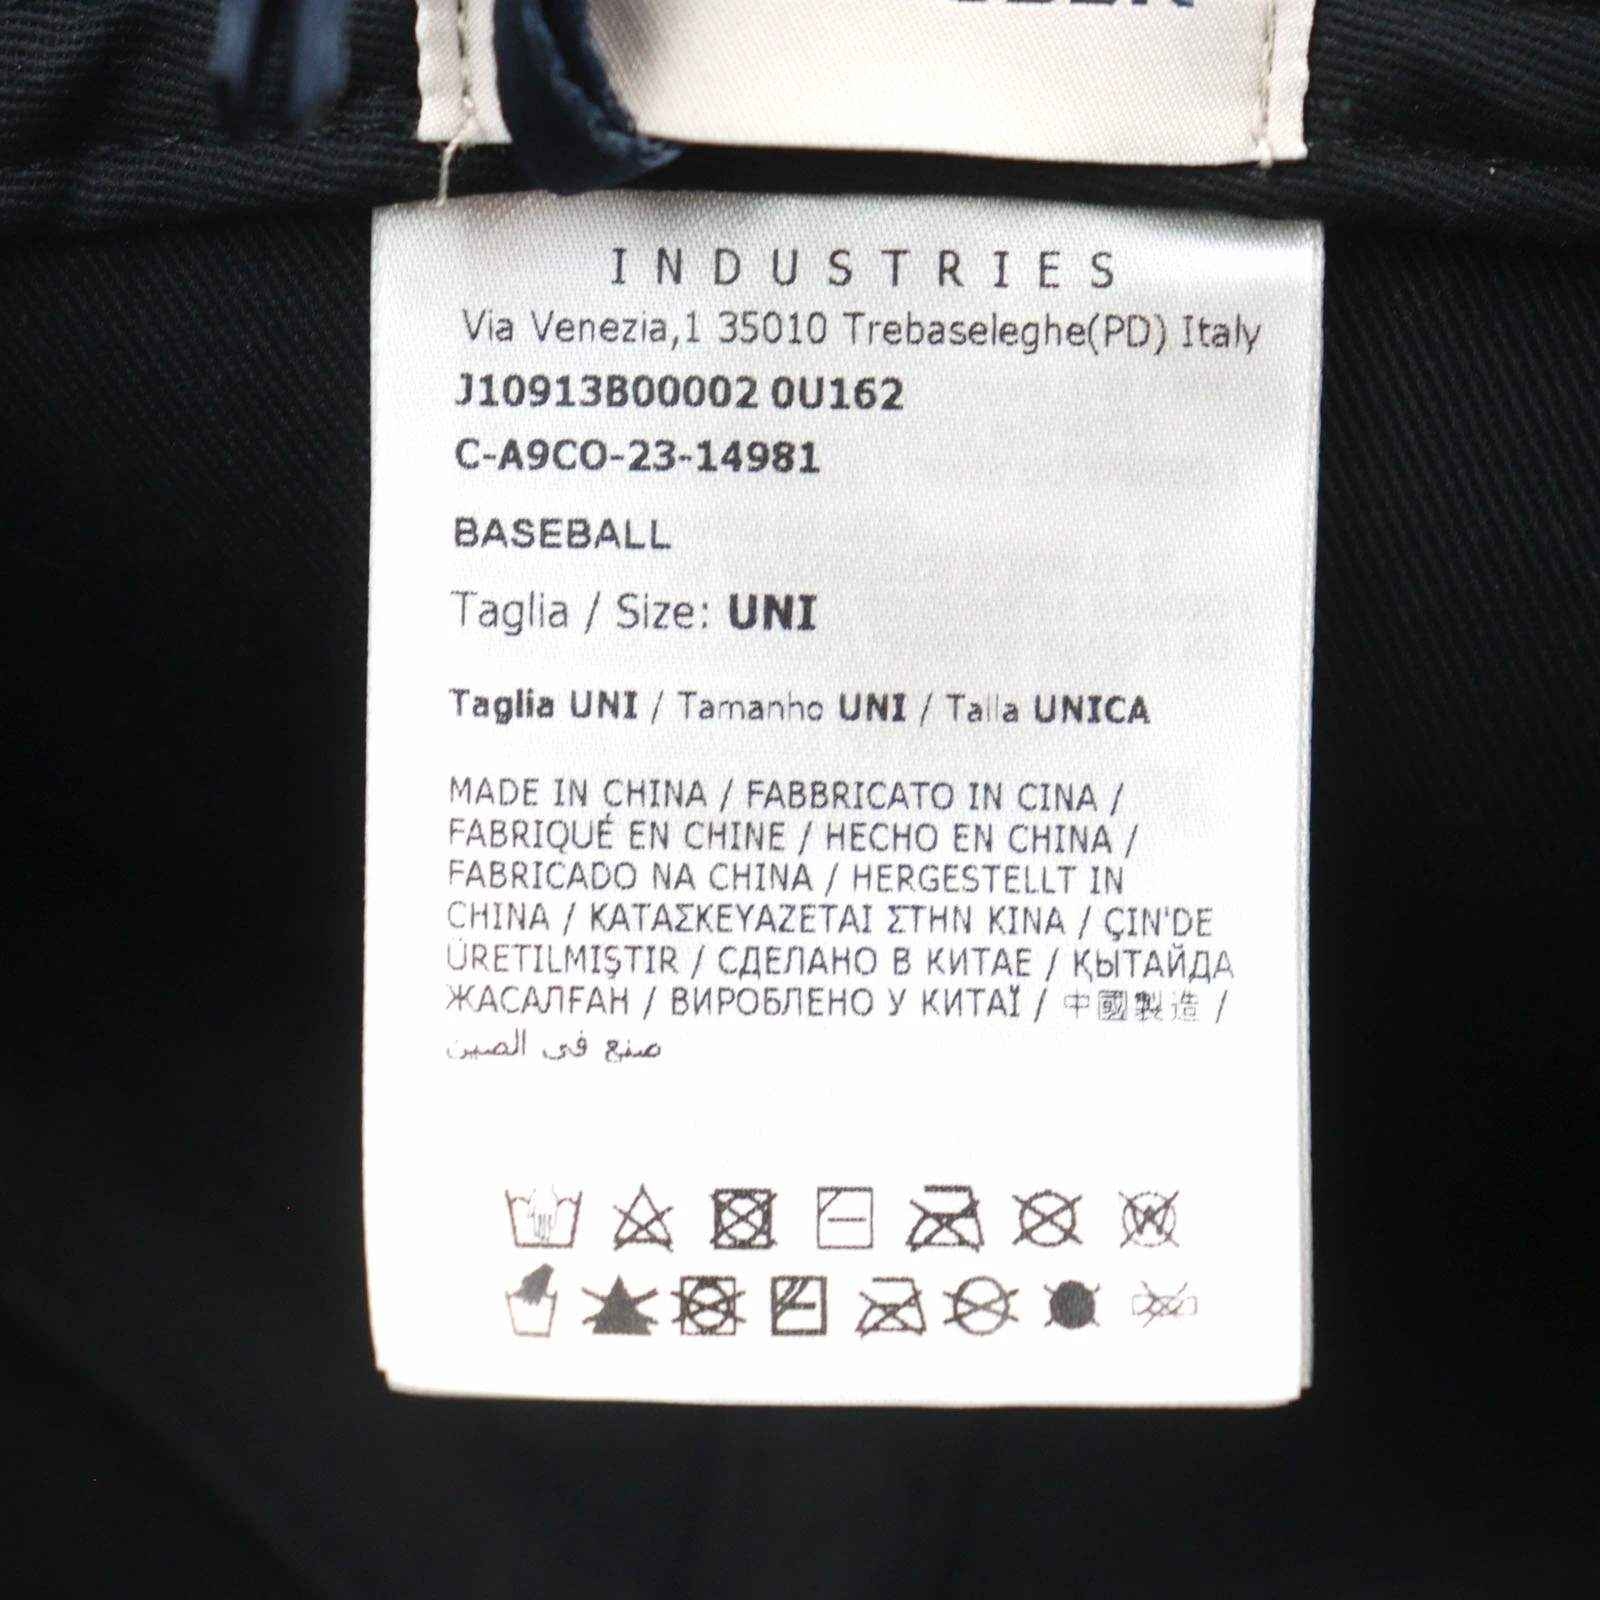 INDUSTRIES
Via Venezia,1 35010 Trebaseleghe(PD) Italy
J10913B00002 0U162
C-A9CO-23-14981
BASEBALL
Taglia / Size: UNI
Taglia UNI / Tamanho UNI / Talla UNICA
MADE IN CHINA / FABBRICATO IN CINA /
FABRIQUÉ EN CHINE / HECHO EN CHINA /
FABRICADO NA CHINA / HERGESTELLT IN
CHINA / ΚΑΤΑΣΚΕΥΑΖΕΤΑΙ ΣΤΗΝ ΚΙΝΑ / ÇIN'DE
ÜRETILMIŞTIR / СДЕЛАНО В КИТАЕ / ҚЫТАЙДА
ЖАСАЛҒАН / ВИРОБЛЕНО У КИТАЇ / 中國製造 /
صنع في الصين